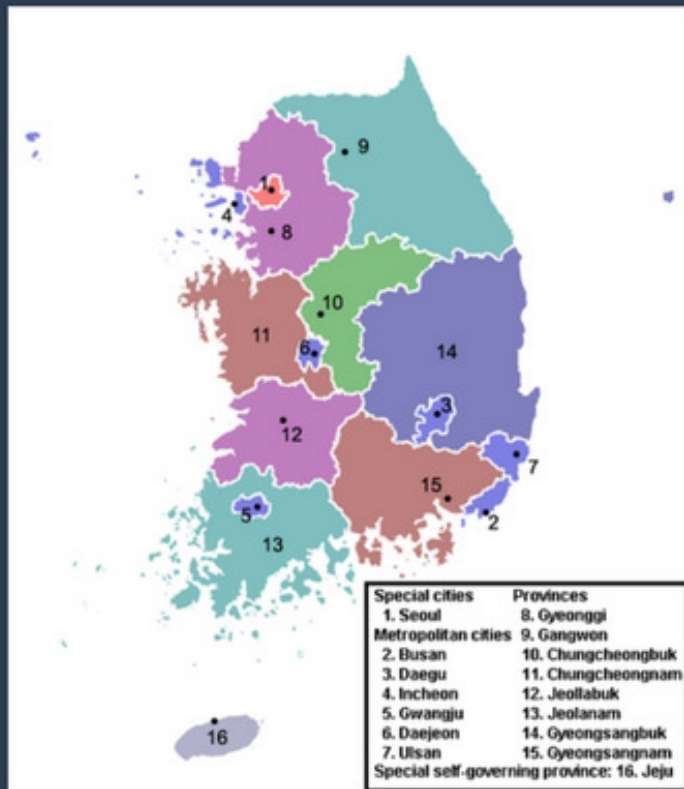 9
1
4
8
10
11
6
14
3
12
7
15
2
5
13
16
Special cities Provinces
1. Seoul 8. Gyeonggi
Metropolitan cities 9. Gangwon
2. Busan 10. Chungcheongbuk
3. Daegu 11. Chungcheongnam
4. Incheon 12. Jeollabuk
5. Gwangju 13. Jeolanam
6. Daejeon 14. Gyeongsangbuk
7. Ulsan 15. Gyeongsangnam
Special self-governing province: 16. Jeju